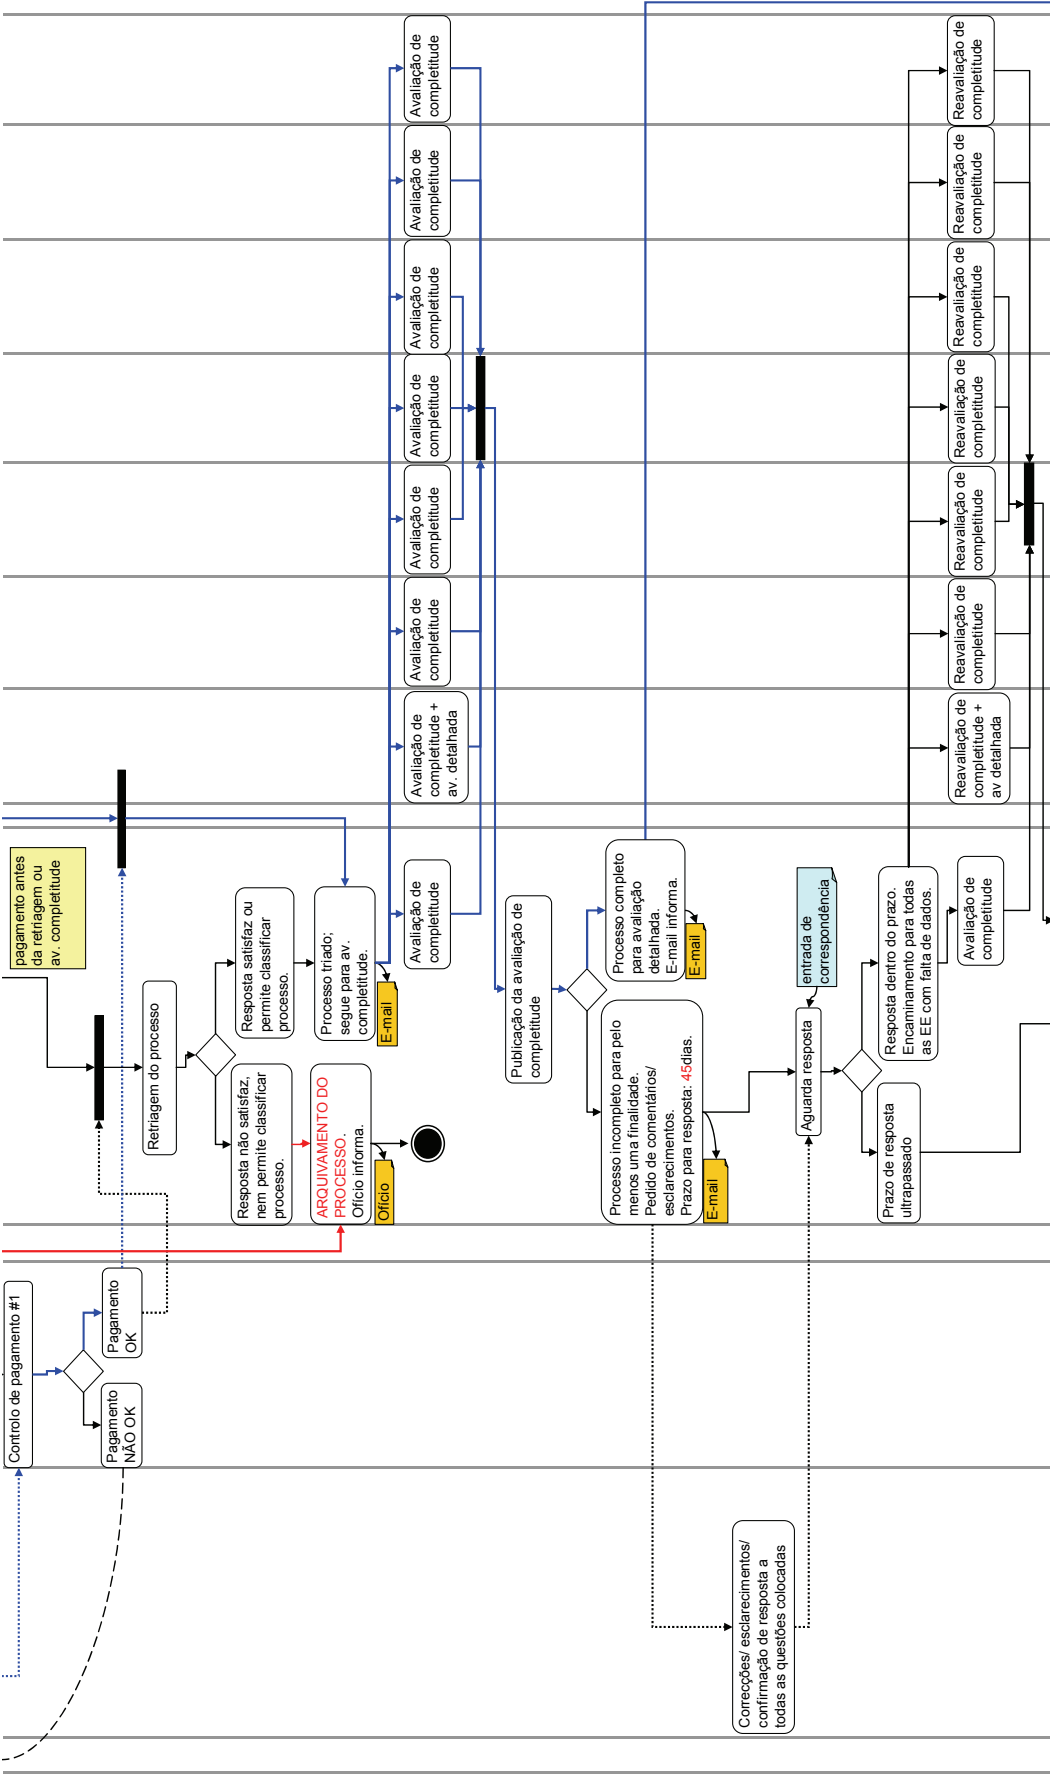 Avaliação de
completitude
Avaliação de
completitude
Avaliação de
completitude
Avaliação de
completitude
Avaliação de
completitude
Avaliação de
completitude
Avaliação de
completitude +
av. detalhada
Avaliação de
completitude
Reavaliação de
completitude
Reavaliação de
completitude
Reavaliação de
completitude
Reavaliação de
completitude
Reavaliação de
completitude
Reavaliação de
completitude
Reavaliação de
completitude +
av detalhada
Avaliação de
completitude
pagamento antes
da retriagem ou
av. completitude
Retriagem do processo
Resposta satisfaz ou
permite classificar
processo.
Processo triado;
segue para av.
completitude.
E-mail
Resposta não satisfaz,
nem permite classificar
processo.
ARQUIVAMENTO DO
PROCESSO.
Ofício informa.
Ofício
Publicação da avaliação de
completitude
Processo completo
para avaliação
detalhada.
E-mail informa.
E-mail
Processo incompleto para pelo
menos uma finalidade.
Pedido de comentários/
esclarecimentos.
Prazo para resposta: 45dias.
E-mail
entrada de
correspondência
Aguarda resposta
Resposta dentro do prazo.
Encaminamento para todas
as EE com falta de dados.
Prazo de resposta
ultrapassado
Controlo de pagamento #1
Pagamento
OK
Pagamento
NÃO OK
Correcções/ esclarecimentos/
confirmação de resposta a
todas as questões colocadas